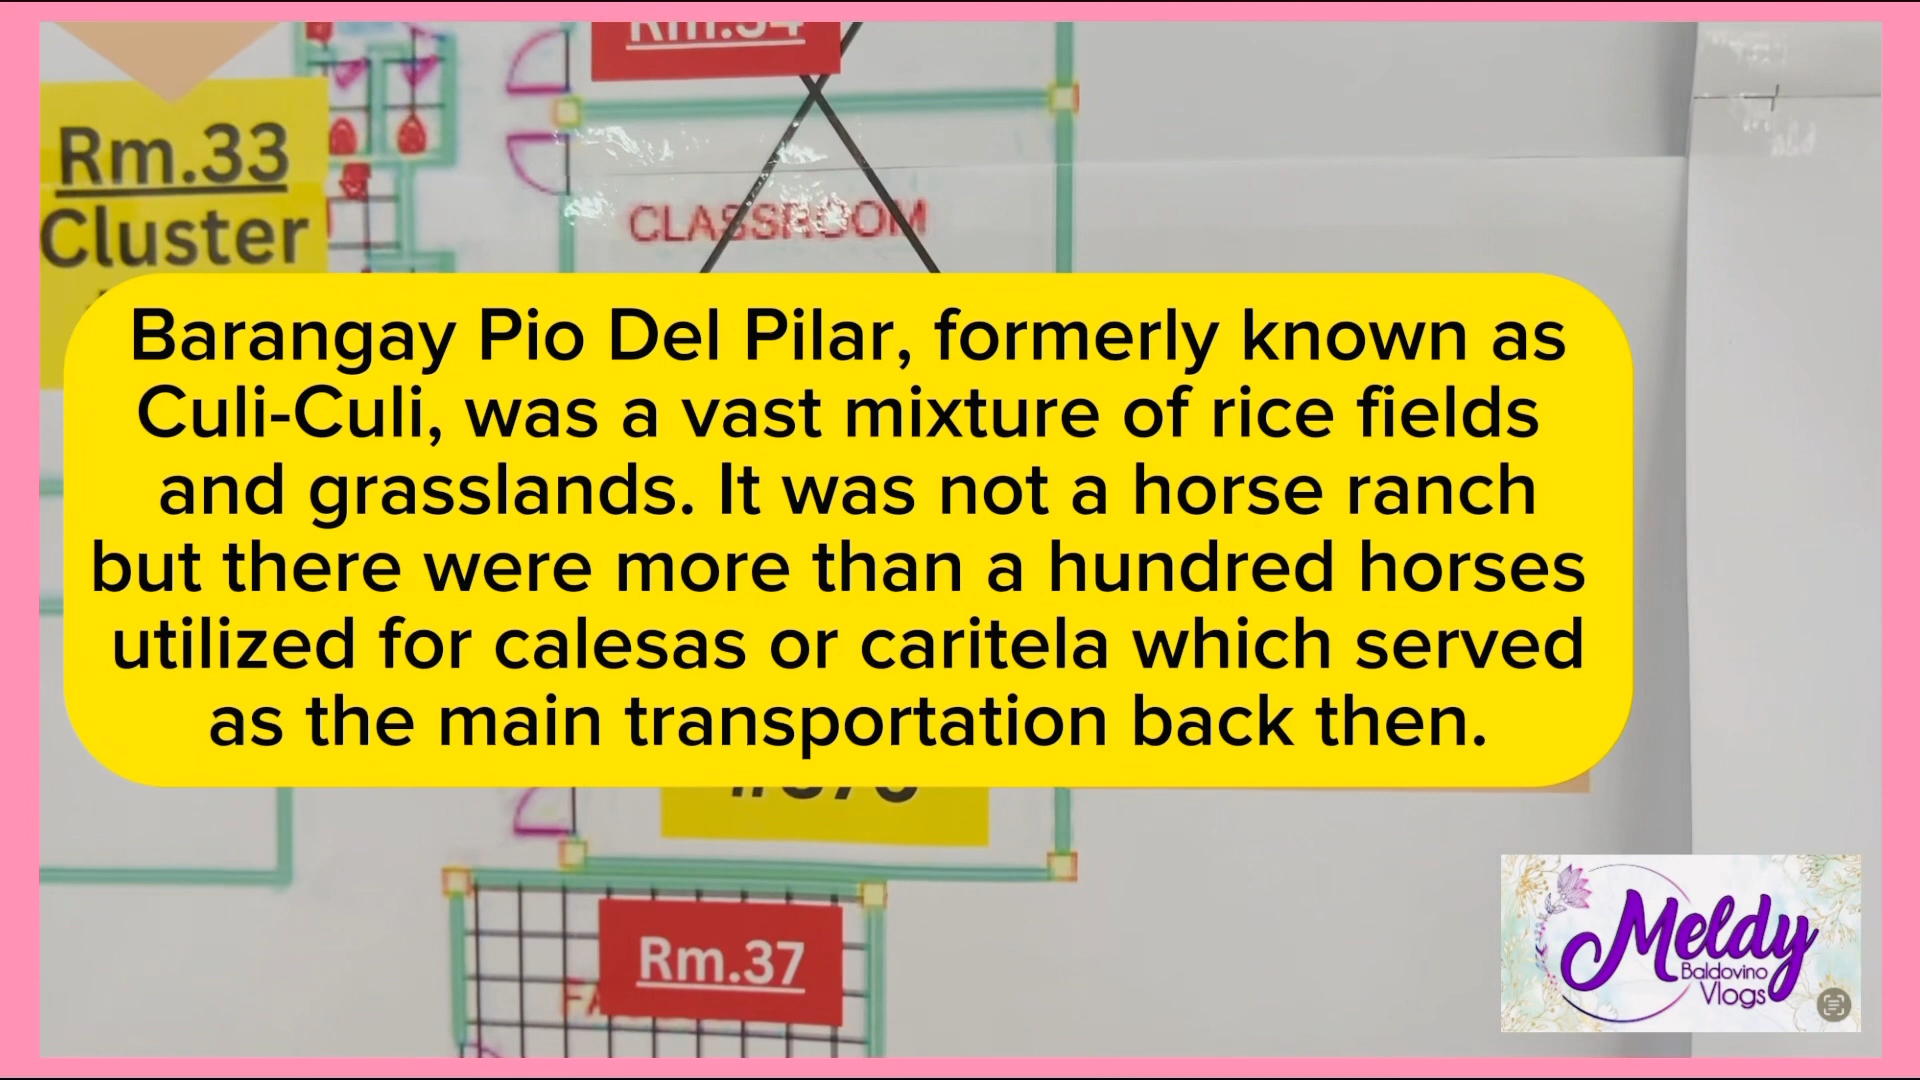 Rm.34
Rm.33
Cluster
CLASSROOM
Barangay Pio Del Pilar, formerly known as
Culi-Culi, was a vast mixture of rice fields
and grasslands. It was not a horse ranch
but there were more than a hundred horses
utilized for calesas or caritela which served
as the main transportation back then.
Rm.37
Meldy
Baldovino
Vlogs